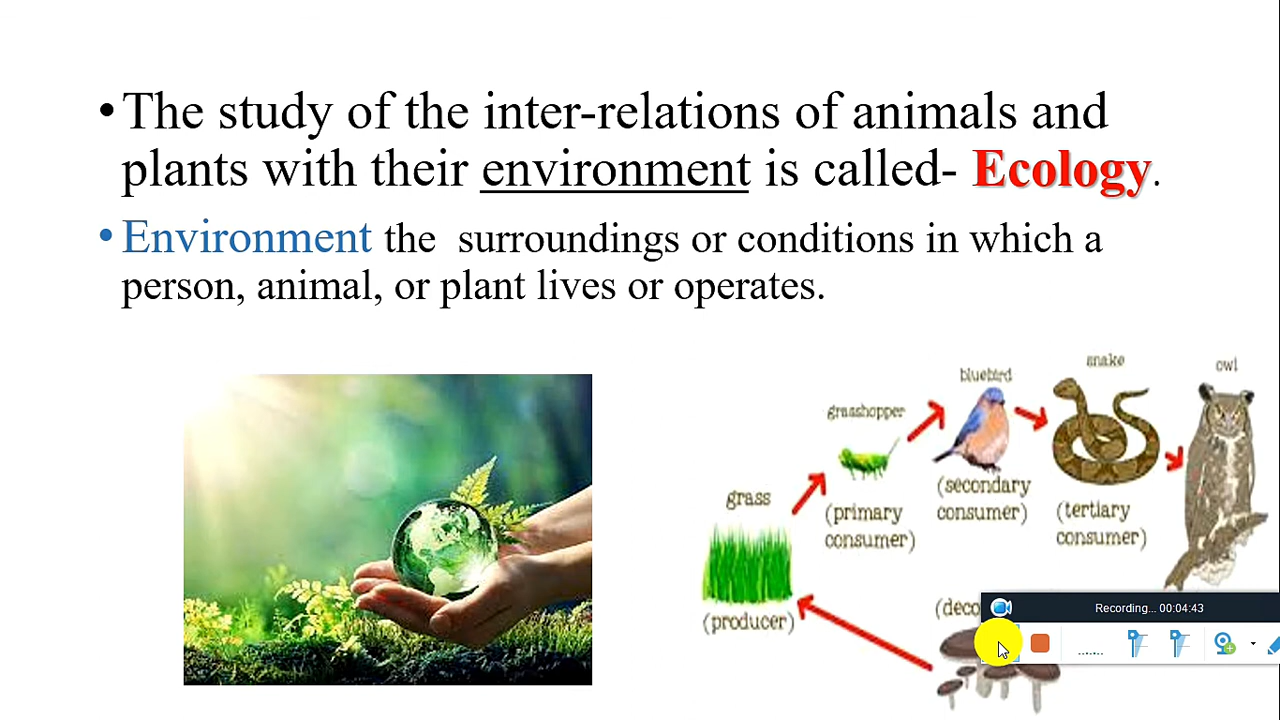 •The study of the inter-relations of animals and
plants with their environment is called- Ecology.
•Environment the surroundings or conditions in which a
person, animal, or plant lives or operates.
snake
owl
bluebird
grasshopper
(secondary
consumer)
grass
(primary
consumer)
(tertiary
consumer)
(producer)
(deco
Recording... 00:04:43